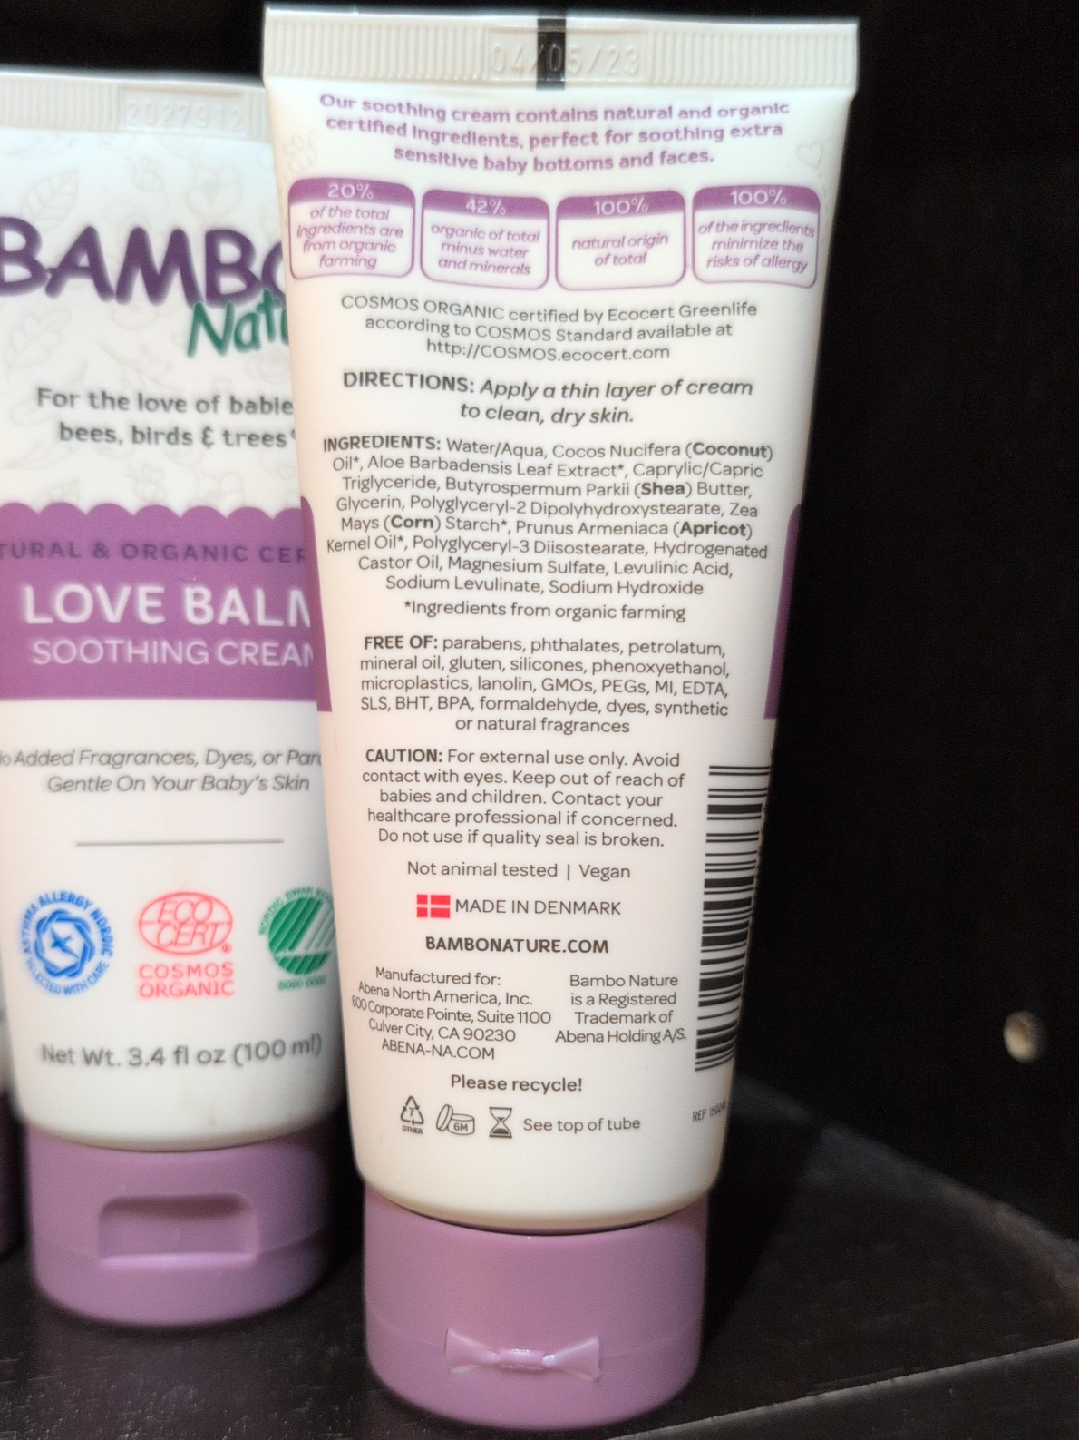 2027912
BAMBO
Natu
For the love of babie
bees, birds & trees*
TURAL & ORGANIC CER
LOVE BALM
SOOTHING CREAM
No Added Fragrances, Dyes, or Para
Gentle On Your Baby's Skin
ASTHMA ALLERGY NORDIC
SELECTED WITH CARE
ECO
CERT
COSMOS
ORGANIC
Net Wt. 3.4 fl oz (100 ml)
04/05/23
Our soothing cream contains natural and organic
certified ingredients, perfect for soothing extra
sensitive baby bottoms and faces.
20%
of the total
ingredients are
from organic
farming
42%
organic of total
minus water
and minerals
100%
natural origin
of total
100%
of the ingredients
minimize the
risks of allergy
COSMOS ORGANIC certified by Ecocert Greenlife
according to COSMOS Standard available at
http://COSMOS.ecocert.com
DIRECTIONS: Apply a thin layer of cream
to clean, dry skin.
INGREDIENTS: Water/Aqua, Cocos Nucifera (Coconut)
Oil*, Aloe Barbadensis Leaf Extract*, Caprylic/Capric
Triglyceride, Butyrospermum Parkii (Shea) Butter,
Glycerin, Polyglyceryl-2 Dipolyhydroxystearate, Zea
Mays (Corn) Starch*, Prunus Armeniaca (Apricot)
Kernel Oil*, Polyglyceryl-3 Diisostearate, Hydrogenated
Castor Oil, Magnesium Sulfate, Levulinic Acid,
Sodium Levulinate, Sodium Hydroxide
*Ingredients from organic farming
FREE OF: parabens, phthalates, petrolatum,
mineral oil, gluten, silicones, phenoxyethanol,
microplastics, lanolin, GMOs, PEGs, MI, EDTA,
SLS, BHT, BPA, formaldehyde, dyes, synthetic
or natural fragrances
CAUTION: For external use only. Avoid
contact with eyes. Keep out of reach of
babies and children. Contact your
healthcare professional if concerned.
Do not use if quality seal is broken.
Not animal tested | Vegan
MADE IN DENMARK
BAMBONATURE.COM
Manufactured for:
Abena North America, Inc.
600 Corporate Pointe, Suite 1100
Culver City, CA 90230
ABENA-NA.COM
Bambo Nature
is a Registered
Trademark of
Abena Holding A/S.
Please recycle!
7
OTHER
6M
See top of tube
REF